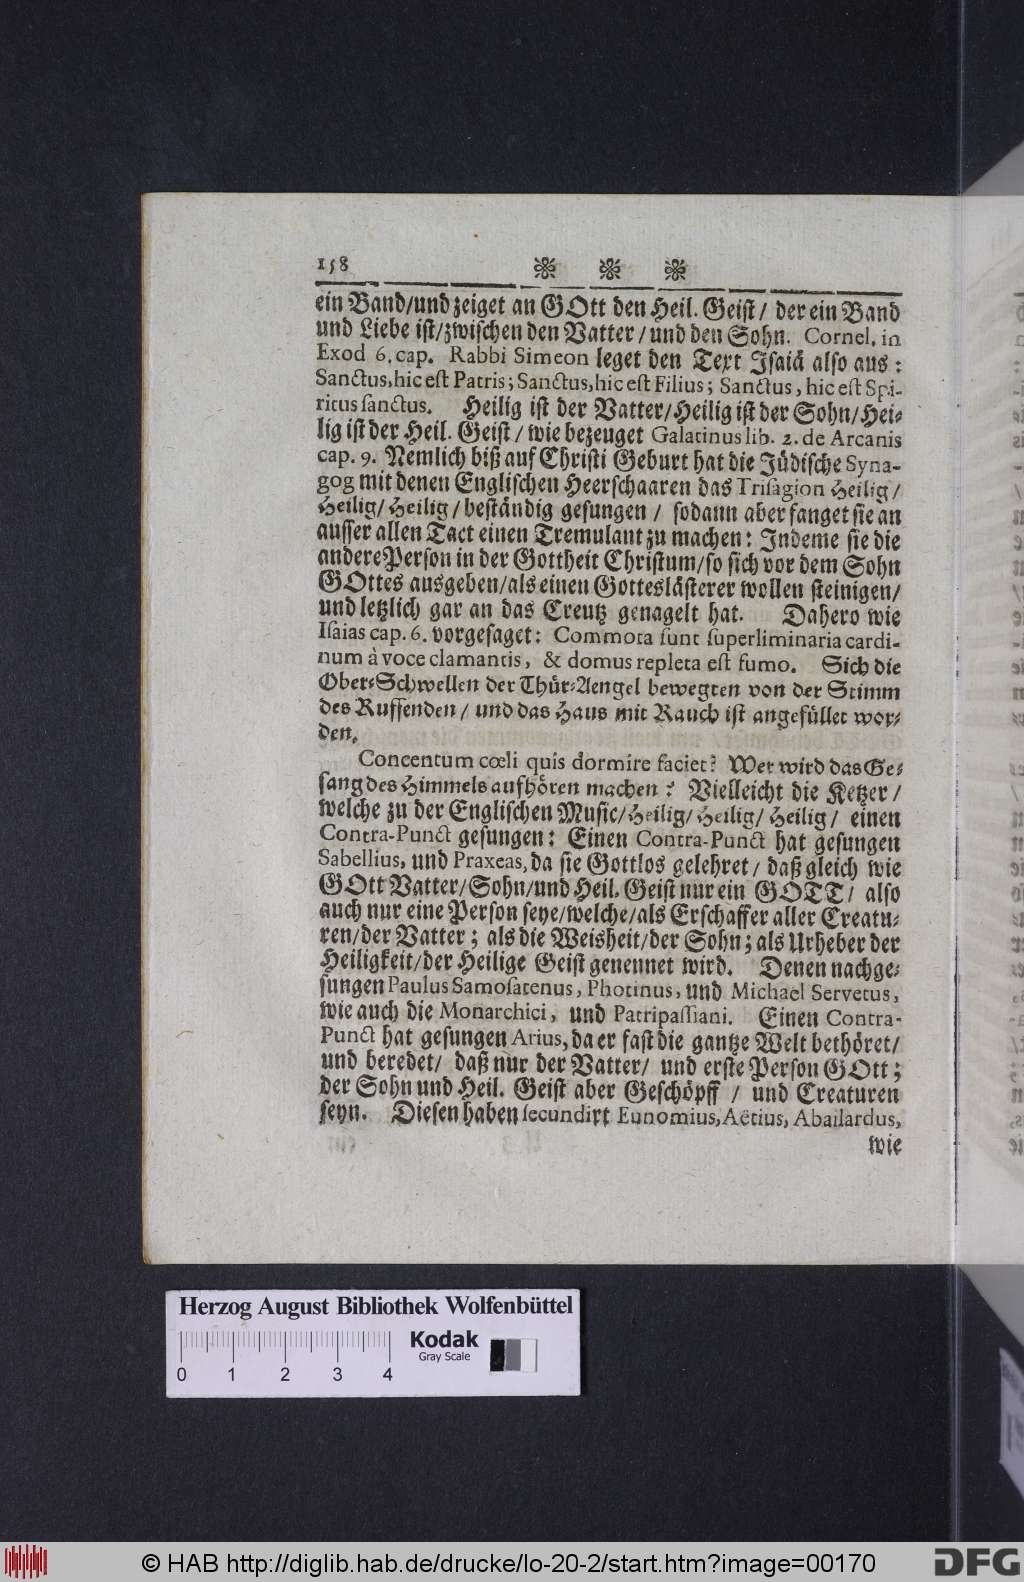 158 ❃ ❃ ❃
ein Band/und zeiget an GOtt den Heil. Geist/ der ein Band
und Liebe ist/zwischen den Vatter/und den Sohn. Cornel. in
Exod 6. cap. Rabbi Simeon leget den Text Isaiä also aus:
Sanctus, hic est Patris; Sanctus, hic est Filius; Sanctus, hic est Spi-
ritus sanctus. Heilig ist der Vatter/Heilig ist der Sohn/Hei-
lig ist der Heil. Geist/wie bezeuget Galatinus lib. 2. de Arcanis
cap. 9. Nemlich biß auf Christi Geburt hat die Jüdische Syna-
gog mit denen Englischen Heerschaaren das Trisagion Heilig/
Heilig/Heilig/beständig gesungen/ sodann aber fanget sie an
ausser allen Tact einen Tremulant zu machen: Indeme sie die
andere Person in der Gottheit Christum/so sich vor dem Sohn
GOttes ausgeben/als einen Gotteslästerer wollen steinigen/
und letzlich gar an das Creutz genagelt hat. Dahero wie
Isaias cap. 6. vorgesaget: Commota sunt superliminaria cardi-
num à voce clamantis, & domus repleta est fumo. Sich die
Ober-Schwellen der Thür-Aengel bewegten von der Stimm
des Ruffenden/und das Haus mit Rauch ist angefüllet wor-
den.
Concentum cœli quis dormire faciet? Wer wird das Ge-
sang des Himmels aufhören machen? Vielleicht die Ketzer/
welche zu der Englischen Music/Heilig/Heilig/Heilig/ einen
Contra-Punct gesungen: Einen Contra-Punct hat gesungen
Sabellius, und Praxeas, da sie Gottlos gelehret/ daß gleich wie
GOtt Vatter/Sohn/und Heil. Geist nur ein GOTT/ also
auch nur eine Person seye/welche/als Erschaffer aller Creatu-
ren/der Vatter; als die Weisheit/der Sohn; als Urheber der
Heiligkeit/der Heilige Geist genennet wird. Denen nachge-
sungen Paulus Samosatenus, Photinus, und Michael Servetus,
wie auch die Monarchici, und Patripassiani. Einen Contra-
Punct hat gesungen Arius, da er fast die gantze Welt bethöret/
und beredet/ daß nur der Vatter/ und erste Person GOtt;
der Sohn und Heil. Geist aber Geschöpff/ und Creaturen
seyn. Diesen haben secundirt Eunomius, Aëtius, Abailardus,
wie
Herzog August Bibliothek Wolfenbüttel
Kodak
Gray Scale
0 1 2 3 4
© HAB http://diglib.hab.de/drucke/lo-20-2/start.htm?image=00170
DFG